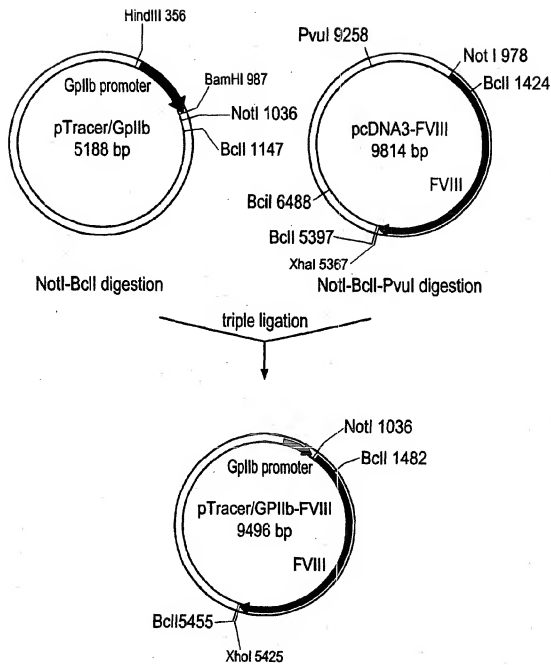 HindIII 356
GpIIb promoter
BamHI 987
NotI 1036
pTracer/GpIIb
5188 bp
BclI 1147
NotI-BclI digestion
PvuI 9258
Not I 978
BclI 1424
pcDNA3-FVIII
9814 bp
FVIII
BciI 6488
BclI 5397
XhaI 5367
NotI-BclI-PvuI digestion
triple ligation
NotI 1036
GpIIb promoter
BclI 1482
pTracer/GPIIb-FVIII
9496 bp
FVIII
BclI5455
XhoI 5425